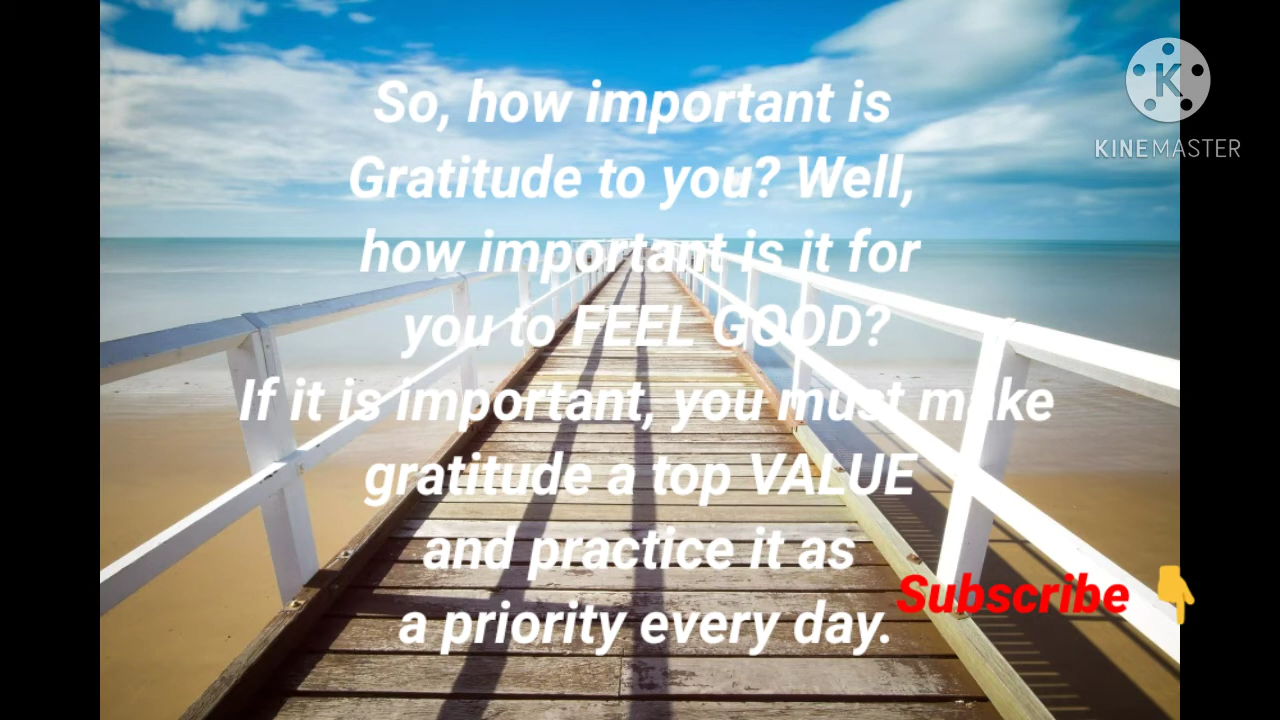 So, how important is
Gratitude to you? Well,
how important is it for
you to FEEL GOOD?
If it is important, you must make
gratitude a top VALUE
and practice it as
a priority every day.
Subscribe 👇
K
KINEMASTER